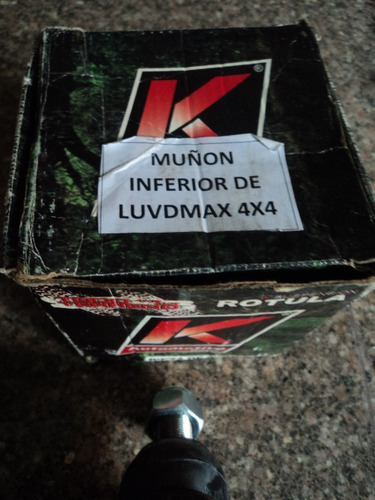 K®
MUÑON
INFERIOR DE
LUVDMAX 4X4
ROTULA
K